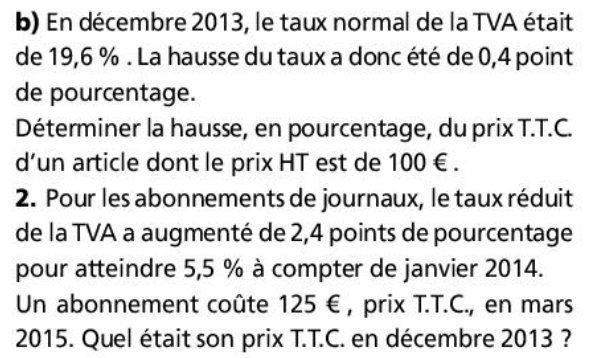 b) En décembre 2013, le taux normal de la TVA était
de 19,6 % . La hausse du taux a donc été de 0,4 point
de pourcentage.
Déterminer la hausse, en pourcentage, du prix T.T.C.
d'un article dont le prix HT est de 100 € .
2. Pour les abonnements de journaux, le taux réduit
de la TVA a augmenté de 2,4 points de pourcentage
pour atteindre 5,5 % à compter de janvier 2014.
Un abonnement coûte 125 € , prix T.T.C., en mars
2015. Quel était son prix T.T.C. en décembre 2013 ?